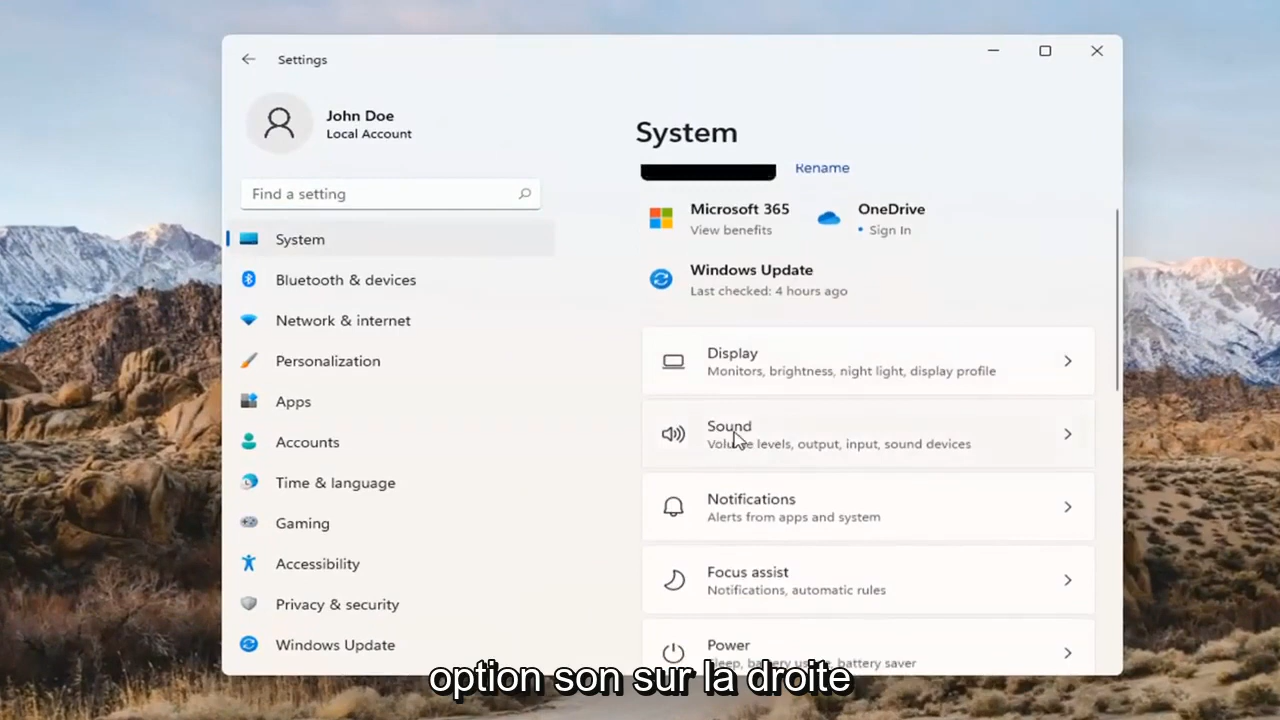 Settings
John Doe
Local Account
Find a setting
System
Bluetooth & devices
Network & internet
Personalization
Apps
Accounts
Time & language
Gaming
Accessibility
Privacy & security
Windows Update
System
Rename
Microsoft 365
View benefits
OneDrive
• Sign In
Windows Update
Last checked: 4 hours ago
Display
Monitors, brightness, night light, display profile
Sound
Volume levels, output, input, sound devices
Notifications
Alerts from apps and system
Focus assist
Notifications, automatic rules
Power
Sleep, battery usage, battery saver
option son sur la droite